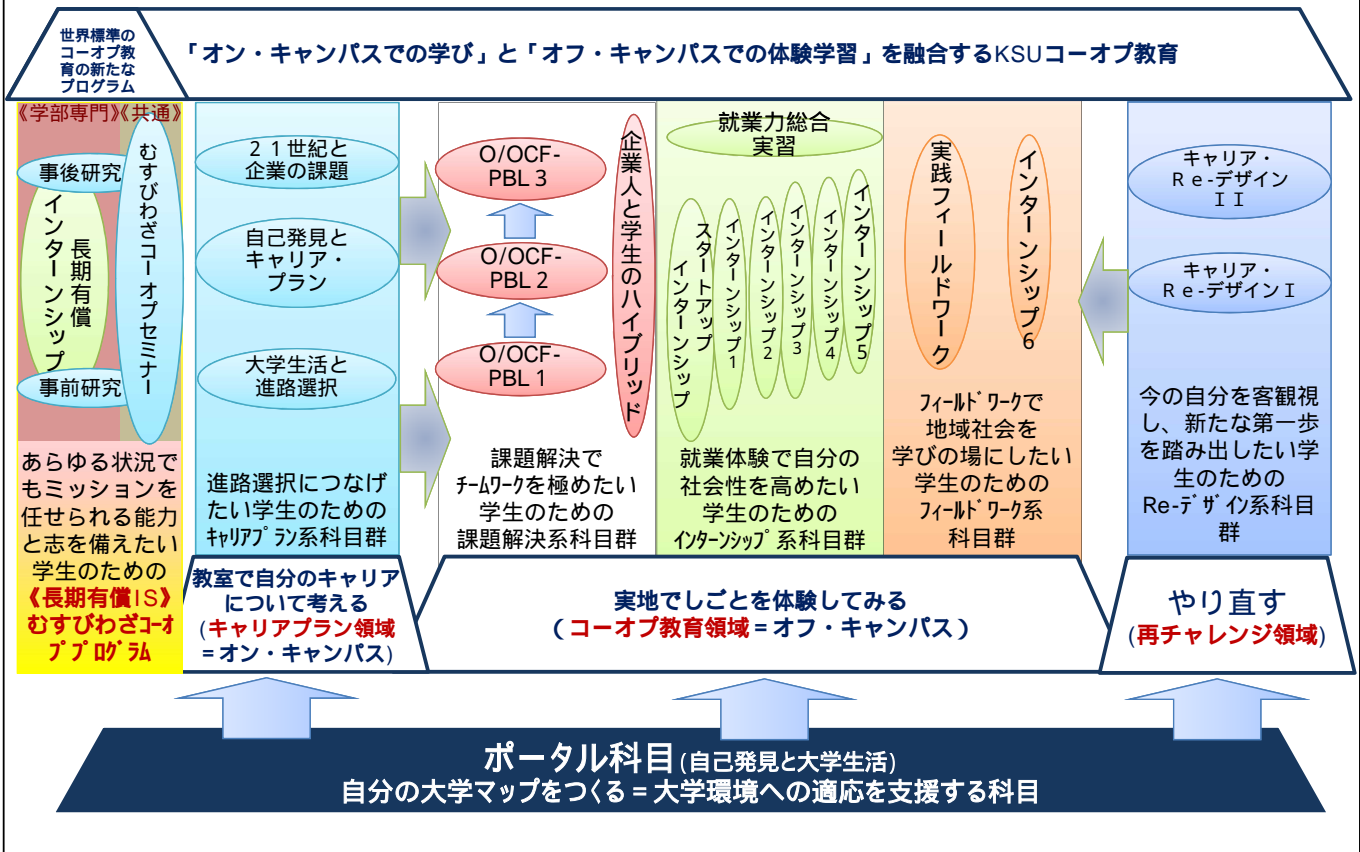 世界標準の
コーオプ教
育の新たな
プログラム
「オン・キャンパスでの学び」と「オフ・キャンパスでの体験学習」を融合するKSUコーオプ教育
《学部専門》《共通》
事後研究
長期有償
インターンシップ
事前研究
むすびわざコーオプセミナー
あらゆる状況で
もミッションを
任せられる能力
と志を備えたい
学生のための
《長期有償IS》
むすびわざコーオ
ププログラム
21世紀と
企業の課題
自己発見と
キャリア・
プラン
大学生活と
進路選択
進路選択につなげ
たい学生のための
キャリアプラン系科目群
O/OCF-
PBL3
O/OCF-
PBL2
O/OCF-
PBL1
企業人と学生のハイブリッド
課題解決で
チームワークを極めたい
学生のための
課題解決系科目群
就業力総合
実習
スタートアップ
インターンシップ
インターンシップ1
インターンシップ2
インターンシップ3
インターンシップ4
インターンシップ5
就業体験で自分の
社会性を高めたい
学生のための
インターンシップ系科目群
実践フィールドワーク
インターンシップ6
フィールドワークで
地域社会を
学びの場にしたい
学生のための
フィールドワーク系
科目群
キャリア・
Re-デザイン
II
キャリア・
Re-デザインI
今の自分を客観視
し、新たな第一歩
を踏み出したい学
生のための
Re-デザイン系科目
群
教室で自分のキャリア
について考える
(キャリアプラン領域
=オン・キャンパス)
実地でしごとを体験してみる
(コーオプ教育領域=オフ・キャンパス)
やり直す
(再チャレンジ領域)
ポータル科目(自己発見と大学生活)
自分の大学マップをつくる=大学環境への適応を支援する科目